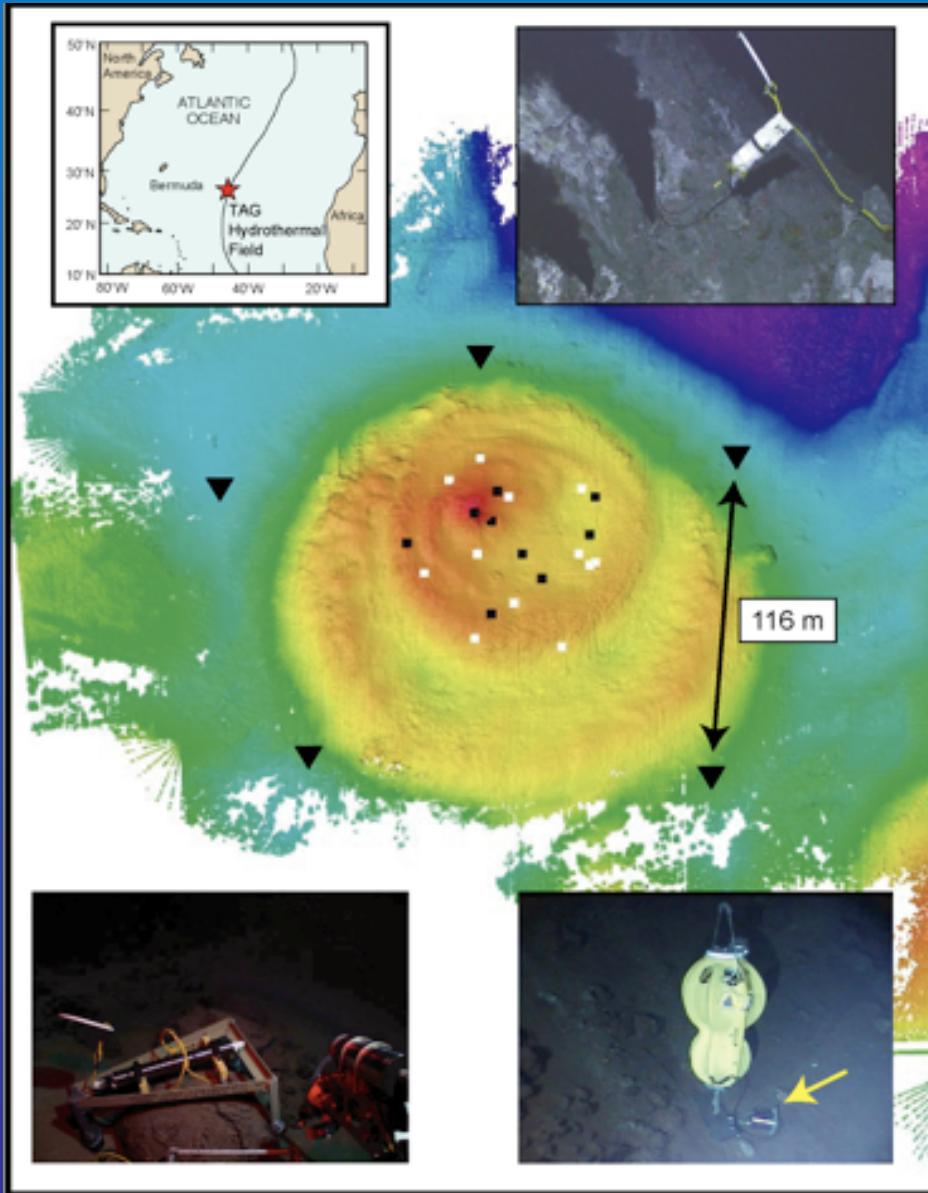 50°N
North
America
ATLANTIC
OCEAN
40°N
30°N
Bermuda
TAG
Hydrothermal
Field
20°N
Africa
10°N
80°W 60°W 40°W 20°W
116 m